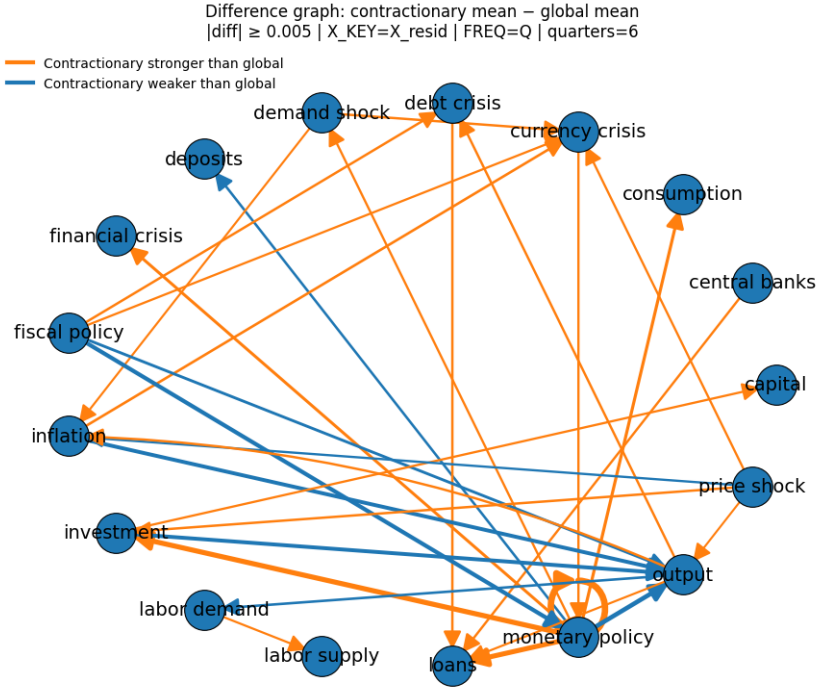 Difference graph: contractionary mean − global mean
|diff| ≥ 0.005 | X_KEY=X_resid | FREQ=Q | quarters=6
Contractionary stronger than global
Contractionary weaker than global
debt crisis
demand shock
currency crisis
deposits
consumption
financial crisis
central banks
fiscal policy
capital
inflation
price shock
investment
output
labor demand
monetary policy
labor supply
loans